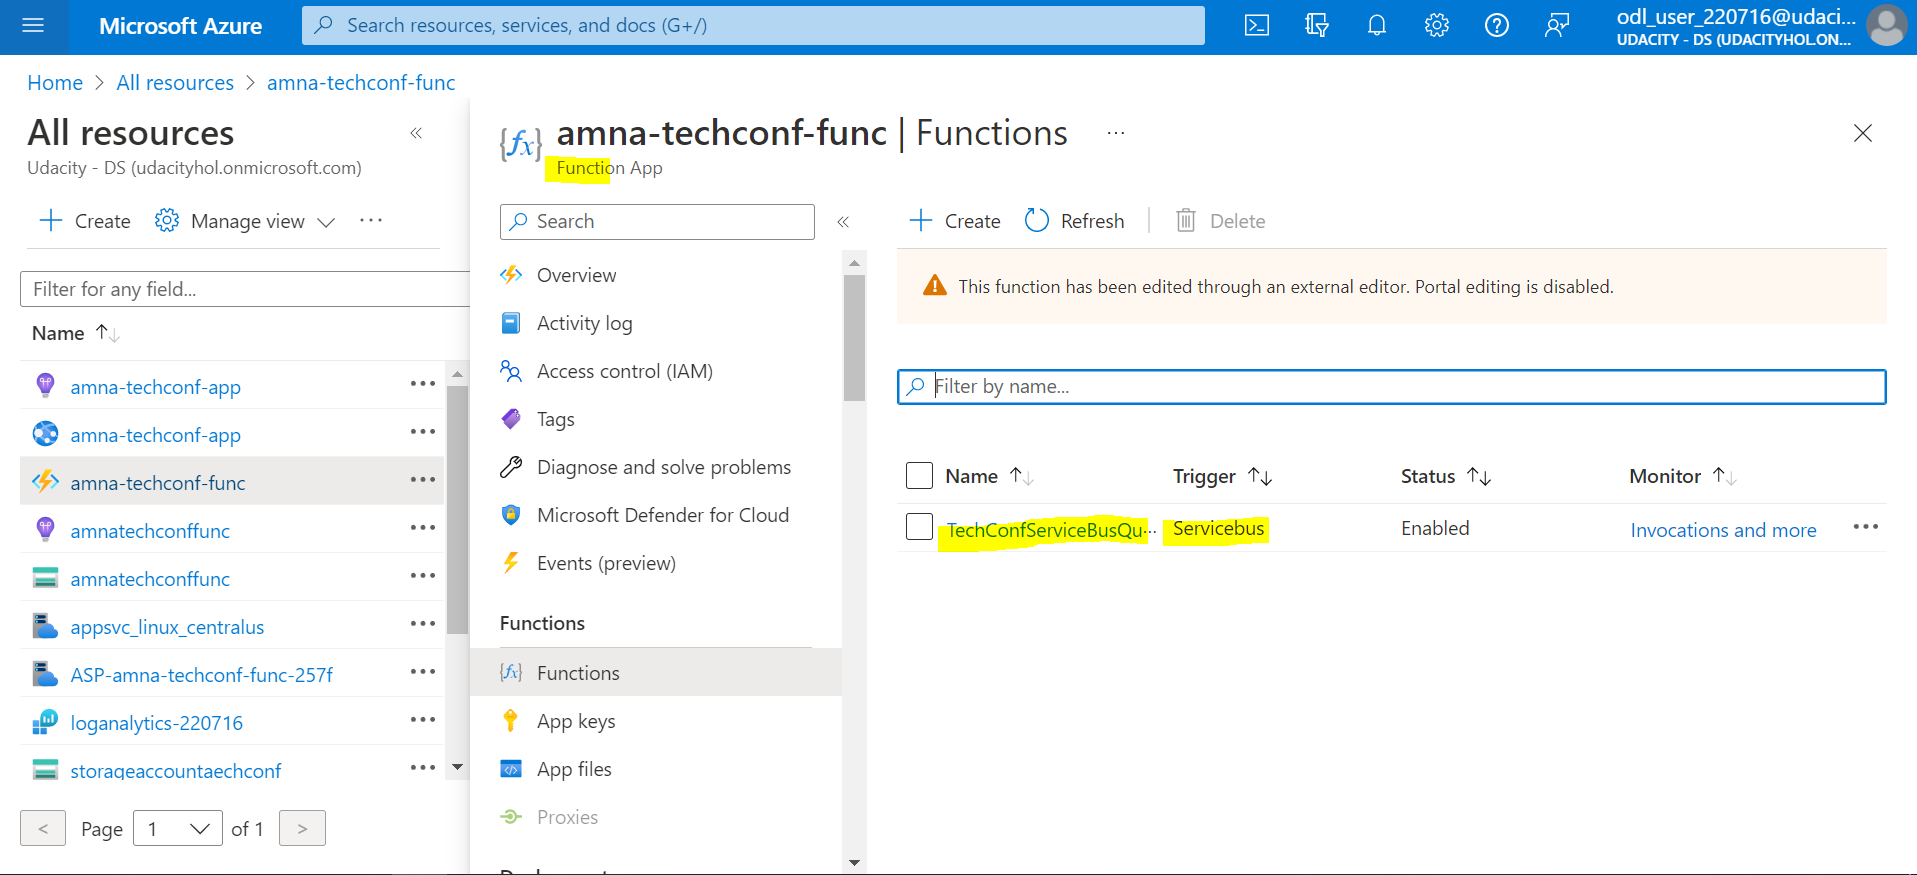 Microsoft Azure
Search resources, services, and docs (G+/)
odl_user_220716@udaci...
UDACITY - DS (UDACITYHOL.ON...
Home > All resources > amna-techconf-func
All resources
Udacity - DS (udacityhol.onmicrosoft.com)
Create
Manage view
Filter for any field...
Name
amna-techconf-app
amna-techconf-app
amna-techconf-func
amnatechconffunc
amnatechconffunc
appsvc_linux_centralus
ASP-amna-techconf-func-257f
loganalytics-220716
storageaccountaechconf
< Page 1 of 1 >
amna-techconf-func | Functions
Function App
Search
Overview
Activity log
Access control (IAM)
Tags
Diagnose and solve problems
Microsoft Defender for Cloud
Events (preview)
Functions
Functions
App keys
App files
Proxies
Create
Refresh
Delete
This function has been edited through an external editor. Portal editing is disabled.
Filter by name...
Name Trigger Status Monitor
TechConfServiceBusQu... Servicebus Enabled Invocations and more